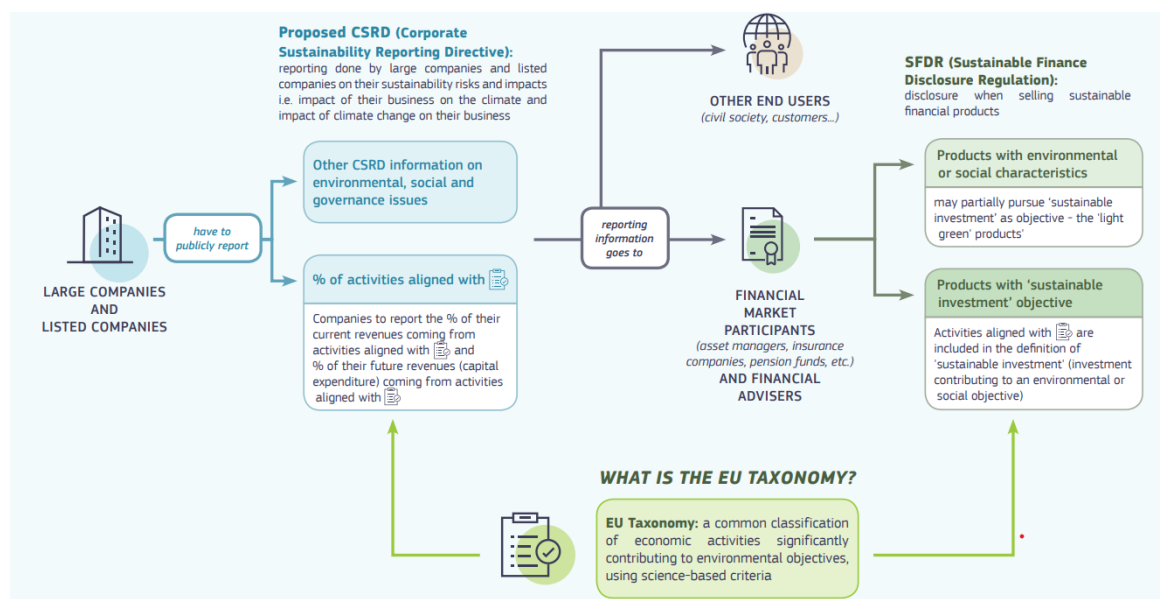 Proposed CSRD (Corporate
Sustainability Reporting Directive):
reporting done by large companies and listed
companies on their sustainability risks and impacts
i.e. impact of their business on the climate and
impact of climate change on their business
OTHER END USERS
(civil society, customers...)
SFDR (Sustainable Finance
Disclosure Regulation):
disclosure when selling sustainable
financial products
LARGE COMPANIES
AND
LISTED COMPANIES
have to
publicly report
Other CSRD information on
environmental, social and
governance issues
% of activities aligned with
Companies to report the % of their
current revenues coming from
activities aligned with and
% of their future revenues (capital
expenditure) coming from activities
aligned with
reporting
information
goes to
FINANCIAL
MARKET
PARTICIPANTS
(asset managers, insurance
companies, pension funds, etc.)
AND FINANCIAL
ADVISERS
Products with environmental
or social characteristics
may partially pursue 'sustainable
investment' as objective - the 'light
green' products'
Products with 'sustainable
investment' objective
Activities aligned with are
included in the definition of
'sustainable investment' (investment
contributing to an environmental or
social objective)
WHAT IS THE EU TAXONOMY?
EU Taxonomy: a common classification
of economic activities significantly
contributing to environmental objectives,
using science-based criteria